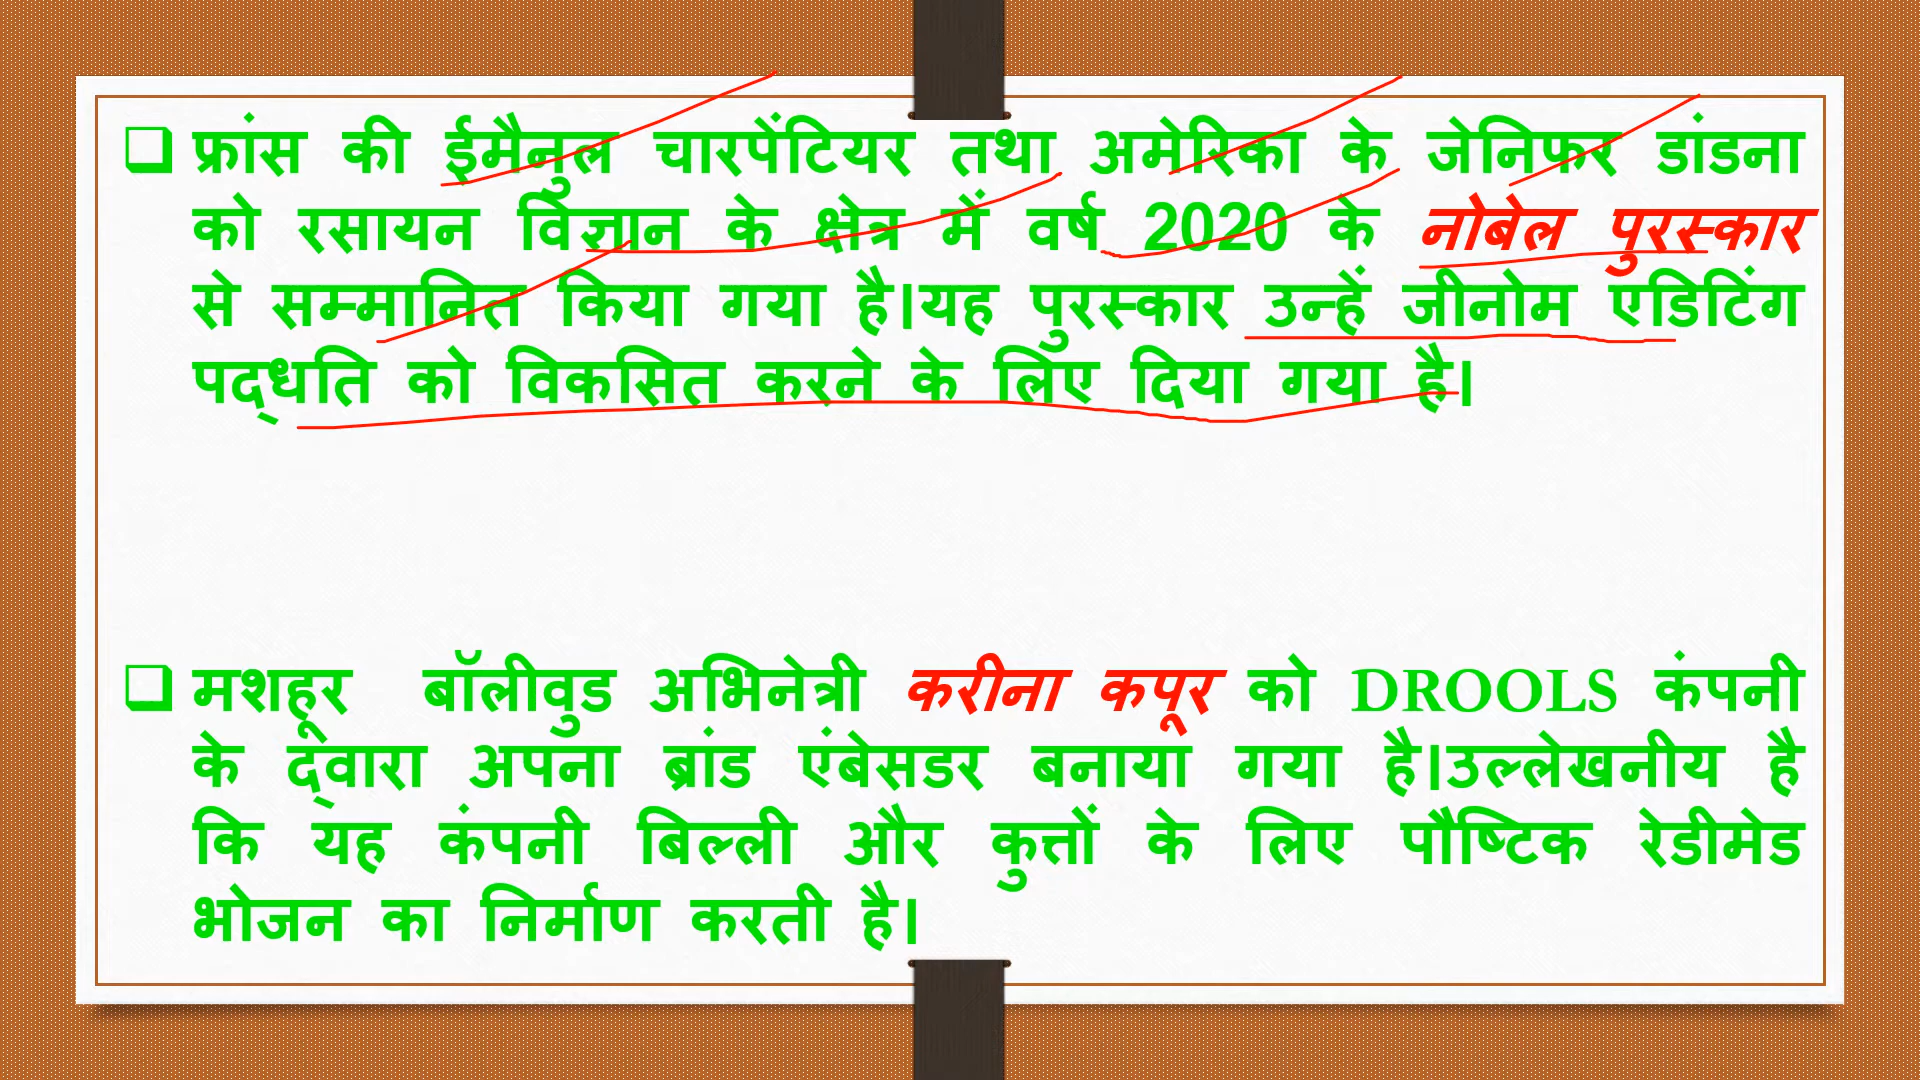 फ्रांस की ईमैनुल चारपेंटियर तथा अमेरिका के जेनिफर डांडना
को रसायन विज्ञान के क्षेत्र में वर्ष 2020 के नोबेल पुरस्कार
से सम्मानित किया गया है।यह पुरस्कार उन्हें जीनोम एडिटिंग
पद्धति को विकसित करने के लिए दिया गया है।
मशहूर बॉलीवुड अभिनेत्री करीना कपूर को DROOLS कंपनी
के द्वारा अपना ब्रांड एंबेसडर बनाया गया है।उल्लेखनीय है
कि यह कंपनी बिल्ली और कुत्तों के लिए पौष्टिक रेडीमेड
भोजन का निर्माण करती है।